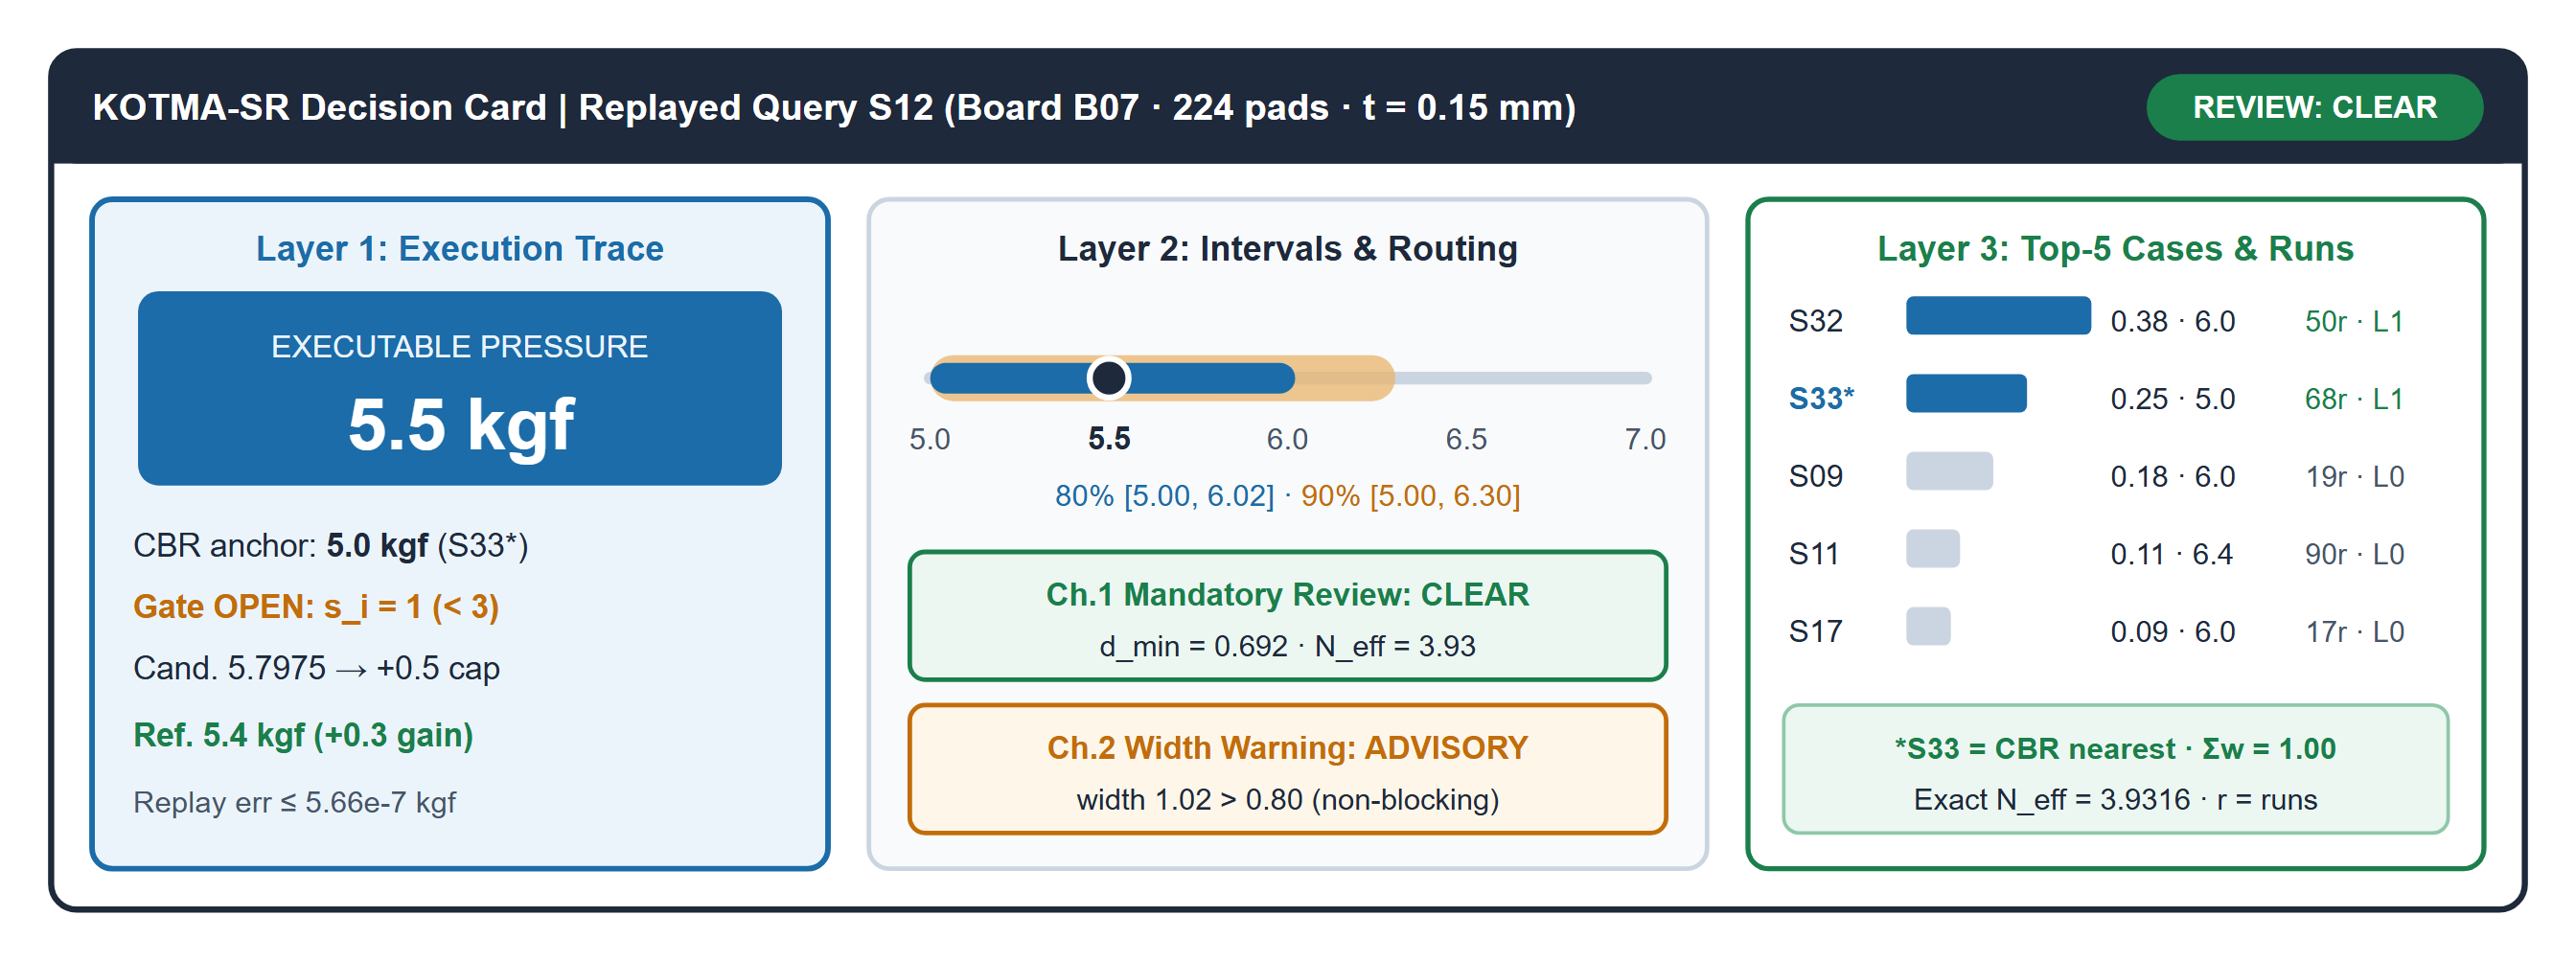 KOTMA-SR Decision Card | Replayed Query S12 (Board B07 · 224 pads · t = 0.15 mm)
REVIEW: CLEAR
Layer 1: Execution Trace
EXECUTABLE PRESSURE
5.5 kgf
CBR anchor: 5.0 kgf (S33*)
Gate OPEN: s_i = 1 (< 3)
Cand. 5.7975 → +0.5 cap
Ref. 5.4 kgf (+0.3 gain)
Replay err ≤ 5.66e-7 kgf
Layer 2: Intervals & Routing
5.0 5.5 6.0 6.5 7.0
80% [5.00, 6.02] · 90% [5.00, 6.30]
Ch.1 Mandatory Review: CLEAR
d_min = 0.692 · N_eff = 3.93
Ch.2 Width Warning: ADVISORY
width 1.02 > 0.80 (non-blocking)
Layer 3: Top-5 Cases & Runs
S32 0.38 · 6.0 50r · L1
S33* 0.25 · 5.0 68r · L1
S09 0.18 · 6.0 19r · L0
S11 0.11 · 6.4 90r · L0
S17 0.09 · 6.0 17r · L0
*S33 = CBR nearest · Σw = 1.00
Exact N_eff = 3.9316 · r = runs